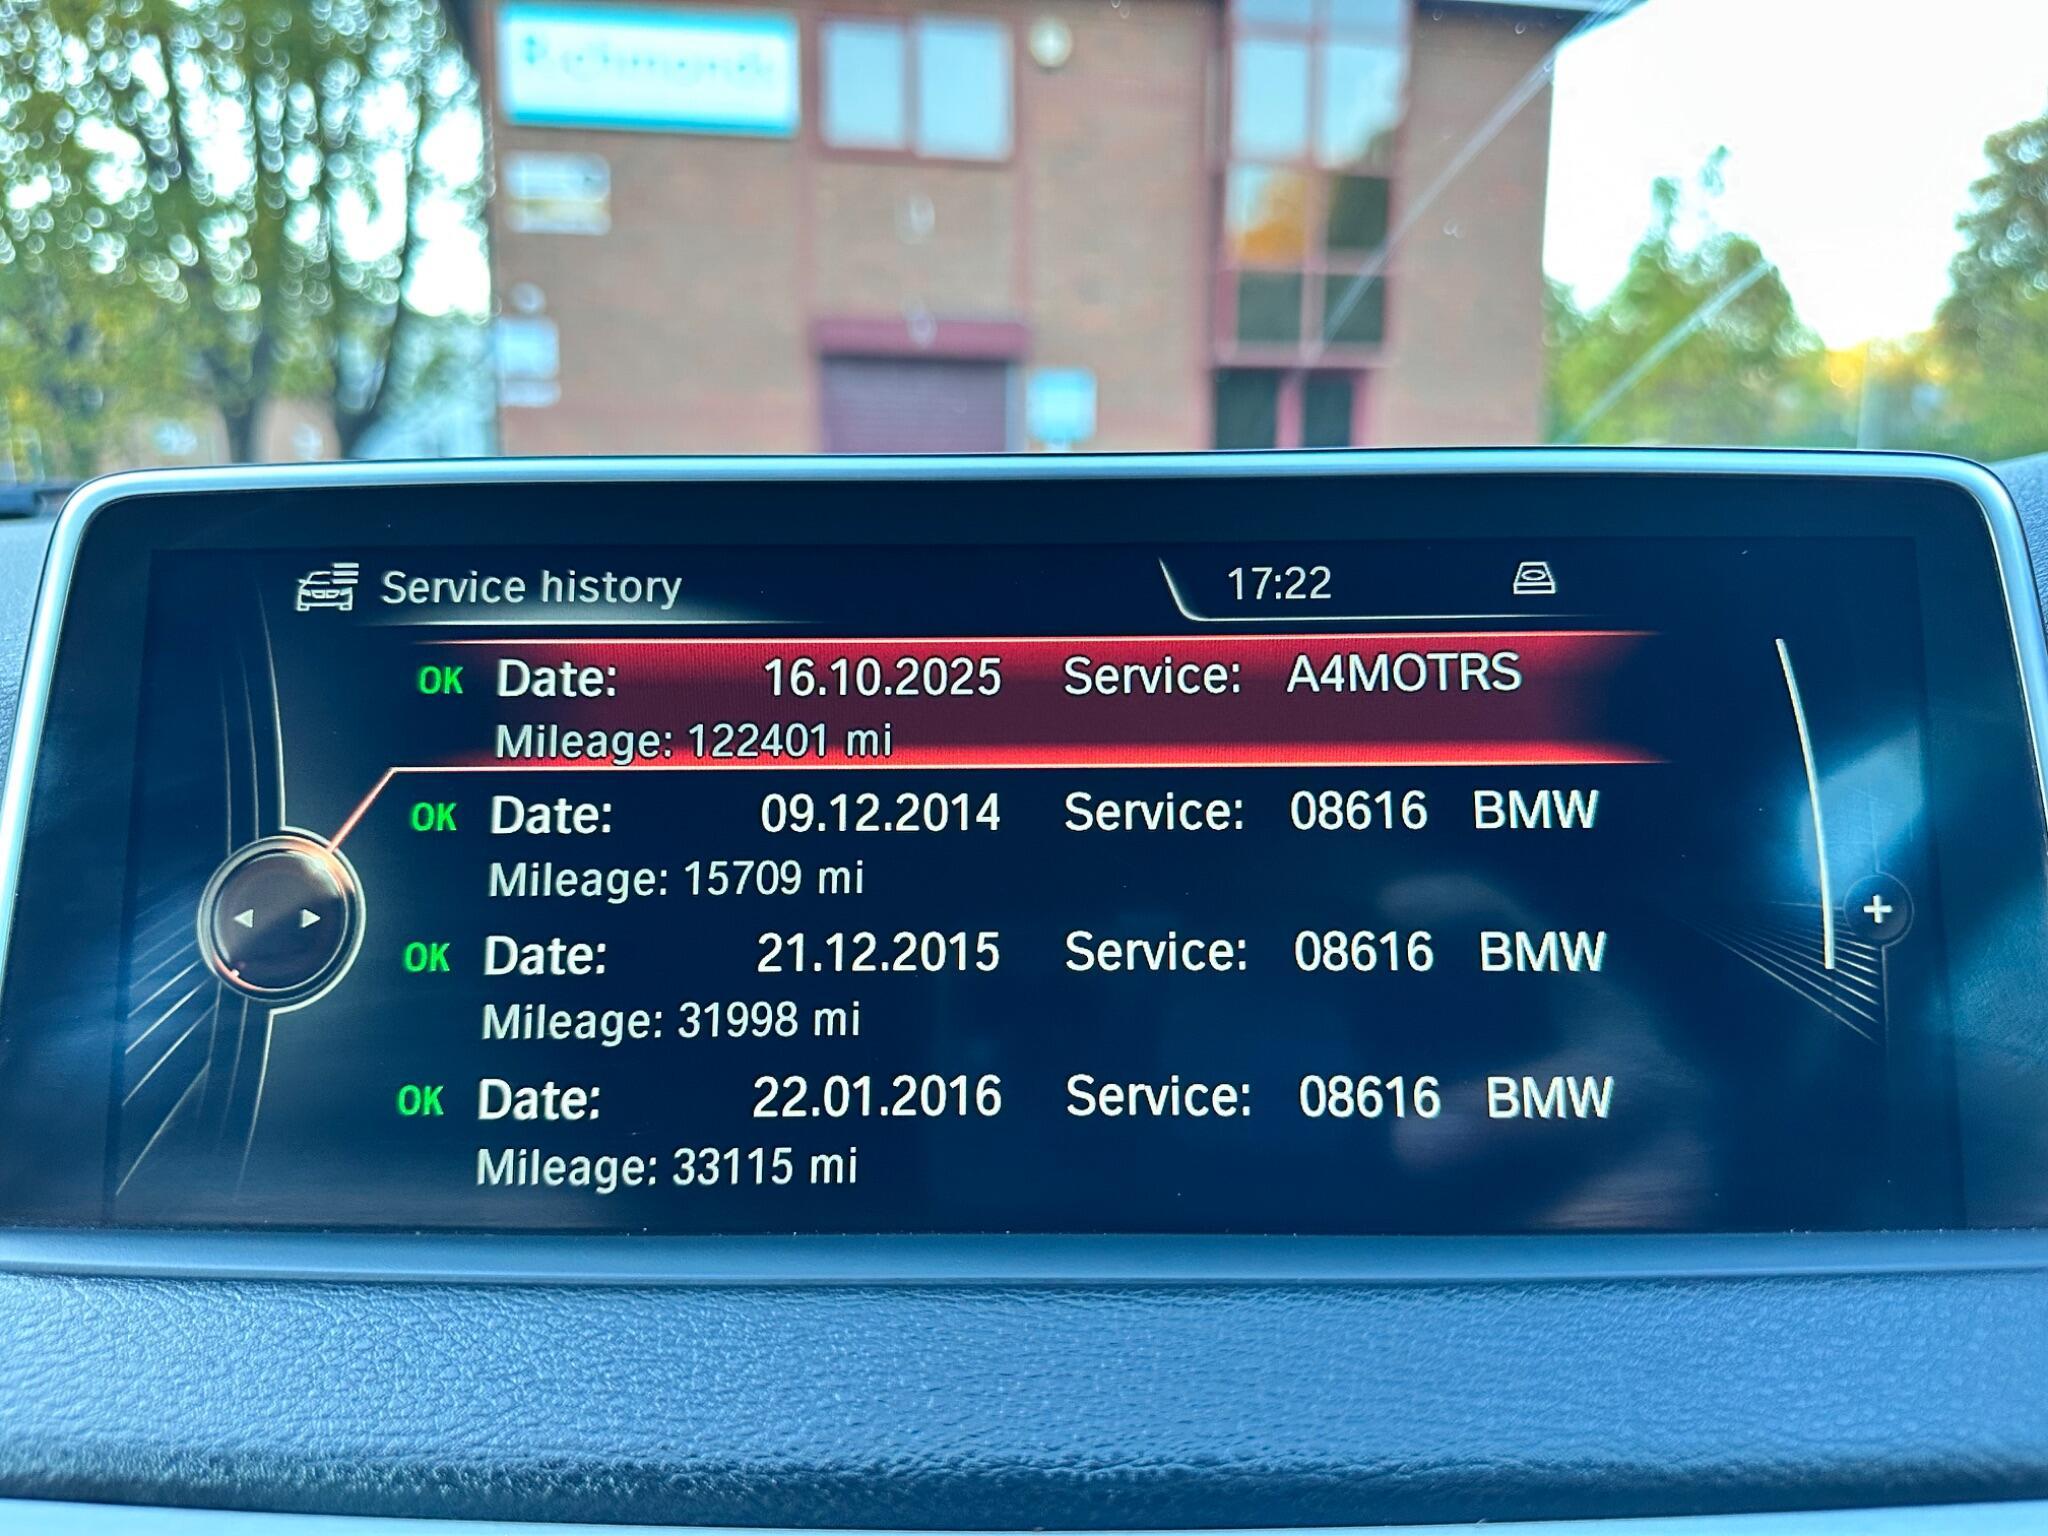 Service history 17:22
OK Date: 16.10.2025 Service: A4MOTRS
Mileage: 122401 mi
OK Date: 09.12.2014 Service: 08616 BMW
Mileage: 15709 mi
OK Date: 21.12.2015 Service: 08616 BMW
Mileage: 31998 mi
OK Date: 22.01.2016 Service: 08616 BMW
Mileage: 33115 mi